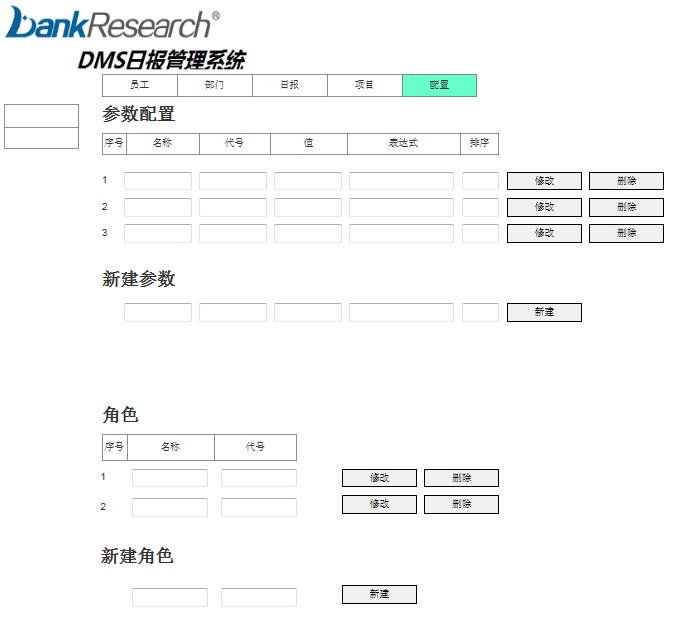 bankResearch®
DMS日报管理系统
员工 部门 日报 项目 配置
参数配置
序号 名称 代号 值 表达式 排序
1 修改 删除
2 修改 删除
3 修改 删除
新建参数
新建
角色
序号 名称 代号
1 修改 删除
2 修改 删除
新建角色
新建